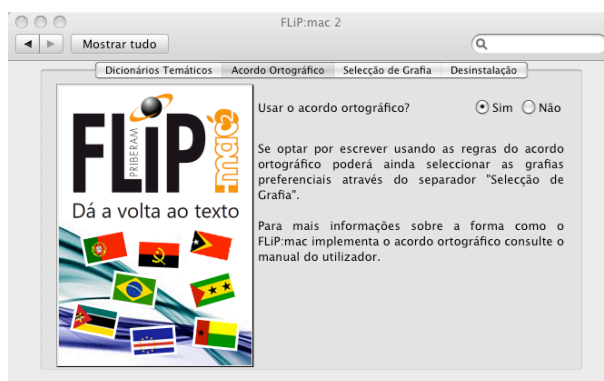 FLiP:mac 2
Mostrar tudo
Dicionários Temáticos Acordo Ortográfico Selecção de Grafia Desinstalação
FLiP:mac2
PRIBERAM
Dá a volta ao texto
Usar o acordo ortográfico? Sim Não
Se optar por escrever usando as regras do acordo
ortográfico poderá ainda seleccionar as grafias
preferenciais através do separador "Selecção de
Grafia".
Para mais informações sobre a forma como o
FLiP:mac implementa o acordo ortográfico consulte o
manual do utilizador.